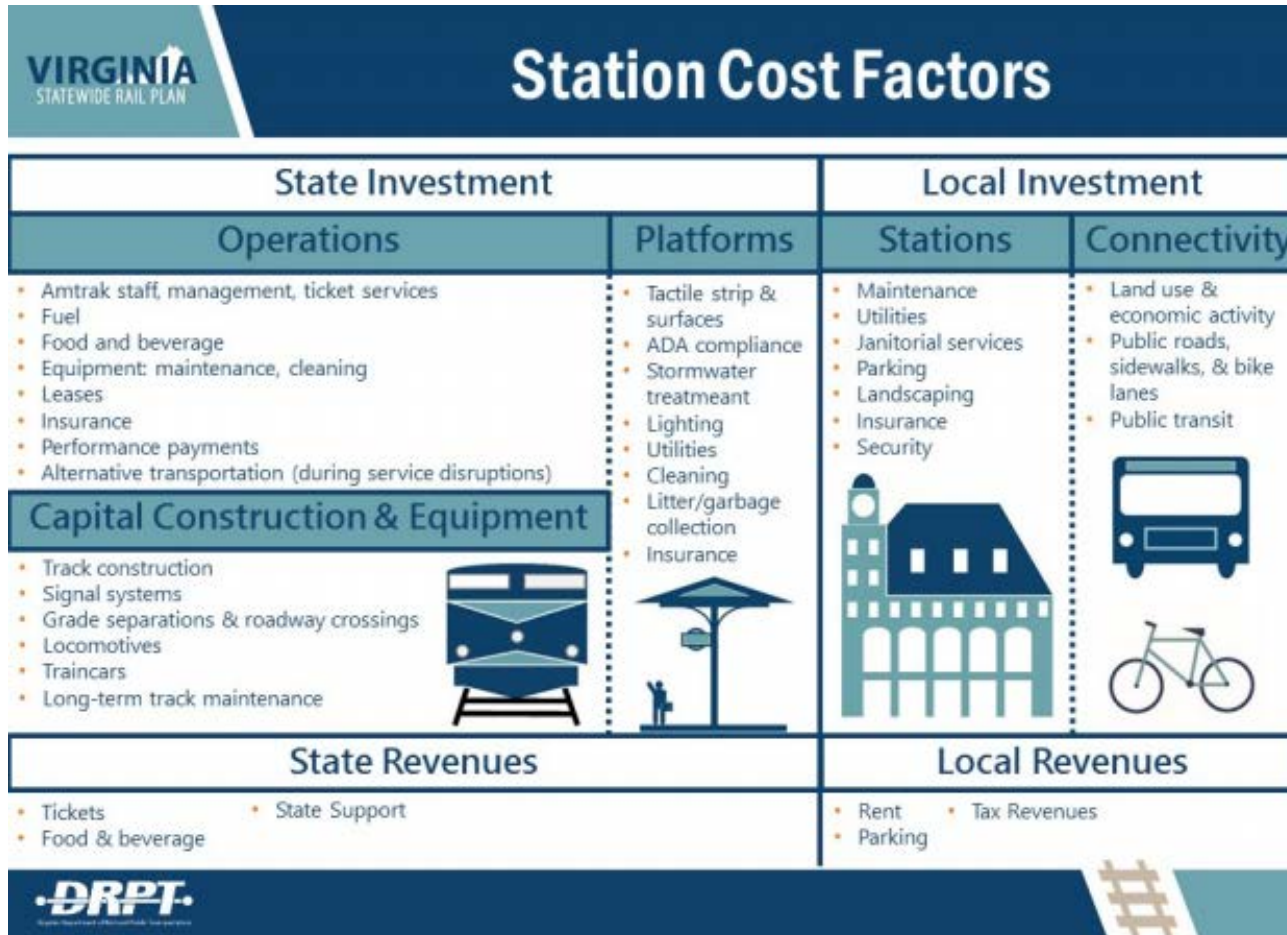 VIRGINIA
STATEWIDE RAIL PLAN
Station Cost Factors
State Investment
Operations
• Amtrak staff, management, ticket services
• Fuel
• Food and beverage
• Equipment: maintenance, cleaning
• Leases
• Insurance
• Performance payments
• Alternative transportation (during service disruptions)
Capital Construction & Equipment
• Track construction
• Signal systems
• Grade separations & roadway crossings
• Locomotives
• Traincars
• Long-term track maintenance
Platforms
• Tactile strip &
surfaces
• ADA compliance
• Stormwater
treatmeant
• Lighting
• Utilities
• Cleaning
• Litter/garbage
collection
• Insurance
Local Investment
Stations
• Maintenance
• Utilities
• Janitorial services
• Parking
• Landscaping
• Insurance
• Security
Connectivity
• Land use &
economic activity
• Public roads,
sidewalks, & bike
lanes
• Public transit
State Revenues
• Tickets
• Food & beverage
• State Support
Local Revenues
• Rent
• Parking
• Tax Revenues
DRPT